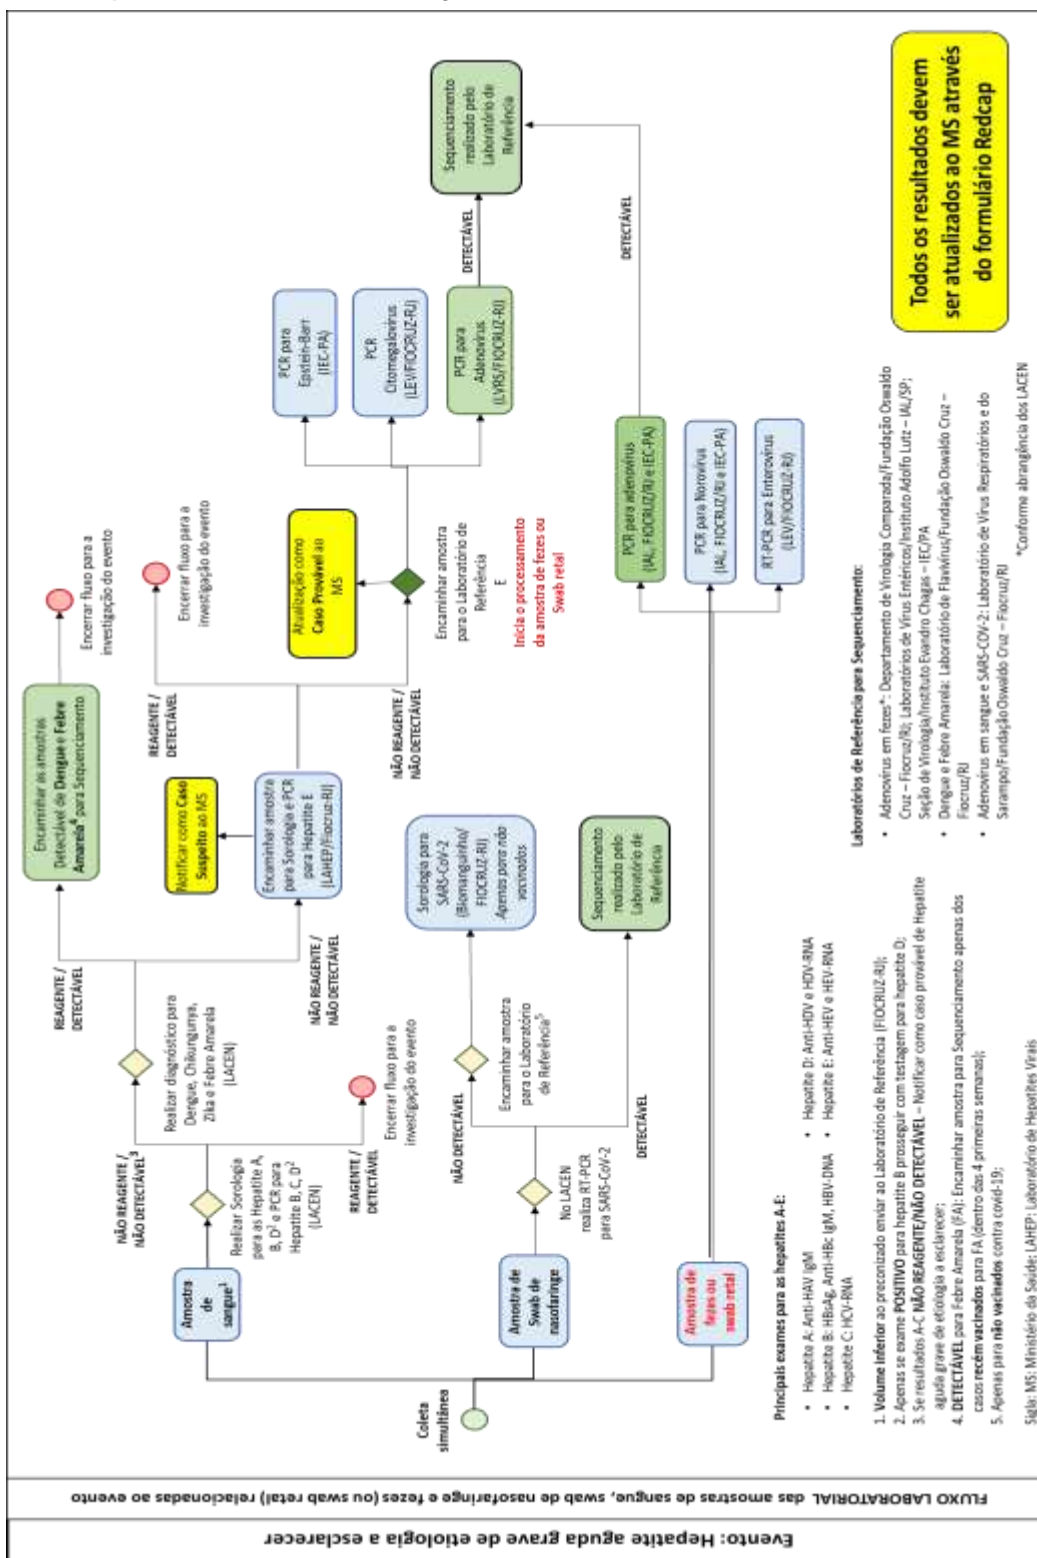 Evento: Hepatite aguda grave de etiologia a esclarecer
FLUXO LABORATORIAL das amostras de sangue, swab de nasofaringe e fezes (ou swab retal) relacionadas ao evento
Coleta
simultânea
Amostra
de
sangue¹
Realizar Sorologia
para as Hepatite A,
B, D² e PCR para
Hepatite B, C, D²
(LACEN)
NÃO REAGENTE/
NÃO DETECTÁVEL³
REAGENTE /
DETECTÁVEL
Encerrar fluxo para a
investigação do evento
Realizar diagnóstico para
Dengue, Chikungunya,
Zika e Febre Amarela
(LACEN)
REAGENTE /
DETECTÁVEL
NÃO REAGENTE /
NÃO DETECTÁVEL
Encaminhar as amostras
Detectável de Dengue e Febre
Amarela⁴ para Sequenciamento
Encerrar fluxo para a
investigação do evento
Notificar como Caso
Suspeito ao MS
Encaminhar amostra
para Sorologia e PCR
para Hepatite E
(LAHEP/Fiocruz-RJ)
REAGENTE /
DETECTÁVEL
NÃO REAGENTE /
NÃO DETECTÁVEL
Encerrar fluxo para a
investigação do evento
Atualização como
Caso Provável ao
MS
Encaminhar amostra
para o Laboratório de
Referência
E
Inicia o processamento
da amostra de fezes ou
Swab retal
PCR para
Epstein-Barr
(IEC-PA)
PCR
Citomegalovírus
(LEV/FIOCRUZ-RJ)
PCR para
Adenovírus
(LVRS/FIOCRUZ-RJ)
DETECTÁVEL
Sequenciamento
realizado pelo
Laboratório de
Referência
Amostra de
Swab de
nasofaringe
No LACEN
realiza RT-PCR
para SARS-CoV-2
NÃO DETECTÁVEL
DETECTÁVEL
Encaminhar amostra
para o Laboratório
de Referência⁵
Sorologia para
SARS-CoV-2
(Biomanguinho/
FIOCRUZ-RJ)
Apenas para não
vacinados
Sequenciamento
realizado pelo
Laboratório de
Referência
Amostra de
fezes ou
swab retal
PCR para adenovírus
(IAL, FIOCRUZ/RJ e IEC-PA)
PCR para Norovírus
(IAL, FIOCRUZ/RJ e IEC-PA)
RT-PCR para Enterovírus
(LEV/FIOCRUZ-RJ)
DETECTÁVEL
Principais exames para as hepatites A-E:
• Hepatite A: Anti-HAV IgM
• Hepatite B: HBsAg, Anti-HBc IgM, HBV-DNA
• Hepatite C: HCV-RNA
• Hepatite D: Anti-HDV e HDV-RNA
• Hepatite E: Anti-HEV e HEV-RNA
1. Volume inferior ao preconizado enviar ao Laboratório de Referência (FIOCRUZ-RJ);
2. Apenas se exame POSITIVO para hepatite B prosseguir com testagem para hepatite D;
3. Se resultados A-C NÃO REAGENTE/NÃO DETECTÁVEL – Notificar como caso provável de Hepatite
aguda grave de etiologia a esclarecer;
4. DETECTÁVEL para Febre Amarela (FA): Encaminhar amostra para Sequenciamento apenas dos
casos recém vacinados para FA (dentro das 4 primeiras semanas);
5. Apenas para não vacinados contra covid-19;
Sigla: MS: Ministério da Saúde; LAHEP: Laboratório de Hepatites Virais
Laboratórios de Referência para Sequenciamento:
• Adenovírus em fezes*: Departamento de Virologia Comparada/Fundação Oswaldo
Cruz – Fiocruz/RJ; Laboratórios de Vírus Entéricos/Instituto Adolfo Lutz – IAL/SP;
Seção de Virologia/Instituto Evandro Chagas – IEC/PA
• Dengue e Febre Amarela: Laboratório de Flavivírus/Fundação Oswaldo Cruz –
Fiocruz/RJ
• Adenovírus em sangue e SARS-COV-2: Laboratório de Vírus Respiratórios e do
Sarampo/Fundação Oswaldo Cruz – Fiocruz/RJ
*Conforme abrangência dos LACEN
Todos os resultados devem
ser atualizados ao MS através
do formulário Redcap